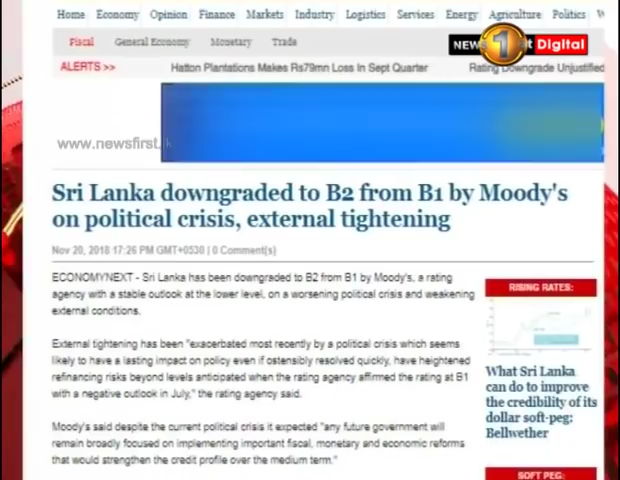 Home Economy Opinion Finance Markets Industry Logistics Services Energy Agriculture Politics
Fiscal General Economy Monetary Trade
NEWS 1st Digital
ALERTS >> Hatton Plantations Makes Rs79mn Loss In Sept Quarter Rating Downgrade Unjustified
www.newsfirst.lk
Sri Lanka downgraded to B2 from B1 by Moody's
on political crisis, external tightening
Nov 20, 2018 17:26 PM GMT+0530 | 0 Comment(s)
ECONOMYNEXT - Sri Lanka has been downgraded to B2 from B1 by Moody's, a rating
agency with a stable outlook at the lower level, on a worsening political crisis and weakening
external conditions.
External tightening has been "exacerbated most recently by a political crisis which seems
likely to have a lasting impact on policy even if ostensibly resolved quickly, have heightened
refinancing risks beyond levels anticipated when the rating agency affirmed the rating at B1
with a negative outlook in July," the rating agency said.
Moody's said despite the current political crisis it expected "any future government will
remain broadly focused on implementing important fiscal, monetary and economic reforms
that would strengthen the credit profile over the medium term."
RISING RATES:
What Sri Lanka
can do to improve
the credibility of its
dollar soft-peg:
Bellwether
SOFT PEG: